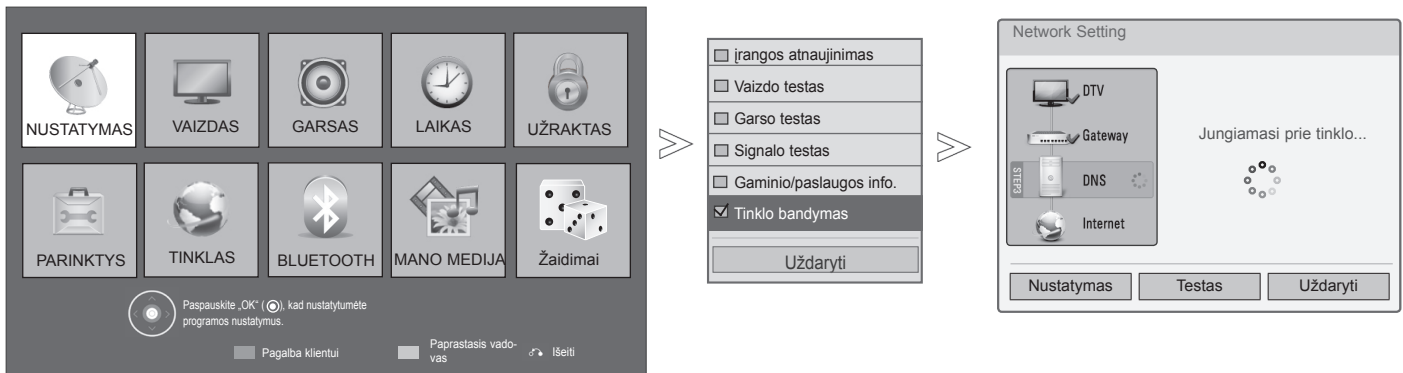 NUSTATYMAS
VAIZDAS
GARSAS
LAIKAS
UŽRAKTAS
PARINKTYS
TINKLAS
BLUETOOTH
MANO MEDIJA
Žaidimai
Paspauskite „OK“ (◉), kad nustatytumėte
programos nustatymus.
Pagalba klientui
Paprastasis vado-
vas
Išeiti
įrangos atnaujinimas
Vaizdo testas
Garso testas
Signalo testas
Gaminio/paslaugos info.
Tinklo bandymas
Uždaryti
Network Setting
DTV
Gateway
STEP3
DNS
Internet
Jungiamasi prie tinklo...
Nustatymas
Testas
Uždaryti